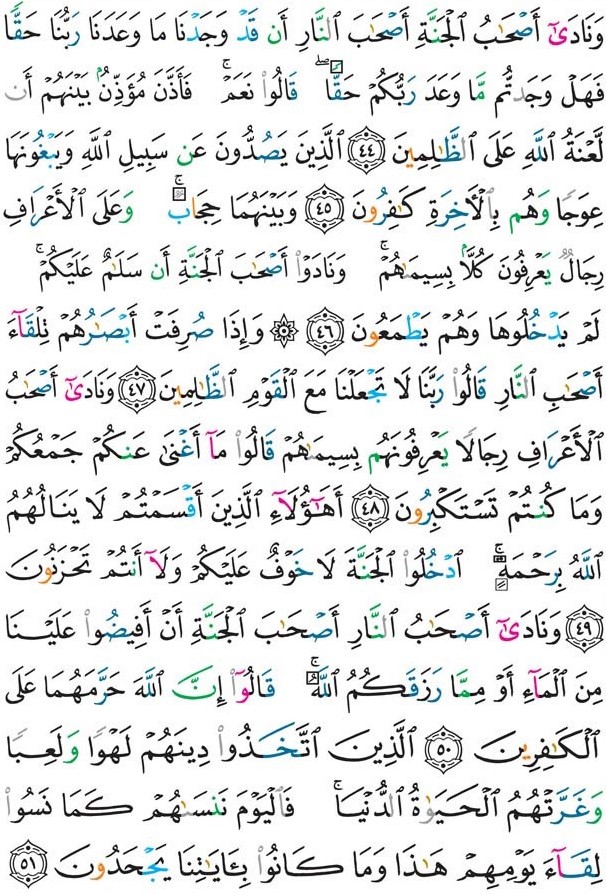 وَنَادَىٰٓ أَصْحَٰبُ ٱلْجَنَّةِ أَصْحَٰبَ ٱلنَّارِ أَن قَدْ وَجَدْنَا مَا وَعَدَنَا رَبُّنَا حَقًّا
فَهَلْ وَجَدتُّم مَّا وَعَدَ رَبُّكُمْ حَقًّا ۖ قَالُوا۟ نَعَمْ ۚ فَأَذَّنَ مُؤَذِّنٌۢ بَيْنَهُمْ أَن
لَّعْنَةُ ٱللَّهِ عَلَى ٱلظَّٰلِمِينَ ٤٤ ٱلَّذِينَ يَصُدُّونَ عَن سَبِيلِ ٱللَّهِ وَيَبْغُونَهَا
عِوَجًا وَهُم بِٱلْأَخِرَةِ كَٰفِرُونَ ٤٥ وَبَيْنَهُمَا حِجَابٌ ۚ وَعَلَى ٱلْأَعْرَافِ
رِجَالٌ يَعْرِفُونَ كُلًّۢا بِسِيمَىٰهُمْ ۚ وَنَادَوْا۟ أَصْحَٰبَ ٱلْجَنَّةِ أَن سَلَٰمٌ عَلَيْكُمْ ۚ
لَمْ يَدْخُلُوهَا وَهُمْ يَطْمَعُونَ ٤٦ ۞ وَإِذَا صُرِفَتْ أَبْصَٰرُهُمْ تِلْقَآءَ
أَصْحَٰبِ ٱلنَّارِ قَالُوا۟ رَبَّنَا لَا تَجْعَلْنَا مَعَ ٱلْقَوْمِ ٱلظَّٰلِمِينَ ٤٧ وَنَادَىٰٓ أَصْحَٰبُ
ٱلْأَعْرَافِ رِجَالًا يَعْرِفُونَهُم بِسِيمَىٰهُمْ قَالُوا۟ مَآ أَغْنَىٰ عَنكُمْ جَمْعُكُمْ
وَمَا كُنتُمْ تَسْتَكْبِرُونَ ٤٨ أَهَٰٓؤُلَآءِ ٱلَّذِينَ أَقْسَمْتُمْ لَا يَنَالُهُمُ
ٱللَّهُ بِرَحْمَةٍ ۚ ٱدْخُلُوا۟ ٱلْجَنَّةَ لَا خَوْفٌ عَلَيْكُمْ وَلَآ أَنتُمْ تَحْزَنُونَ
٤٩ وَنَادَىٰٓ أَصْحَٰبُ ٱلنَّارِ أَصْحَٰبَ ٱلْجَنَّةِ أَنْ أَفِيضُوا۟ عَلَيْنَا
مِنَ ٱلْمَآءِ أَوْ مِمَّا رَزَقَكُمُ ٱللَّهُ ۚ قَالُوٓا۟ إِنَّ ٱللَّهَ حَرَّمَهُمَا عَلَى
ٱلْكَٰفِرِينَ ٥٠ ٱلَّذِينَ ٱتَّخَذُوا۟ دِينَهُمْ لَهْوًا وَلَعِبًا
وَغَرَّتْهُمُ ٱلْحَيَوٰةُ ٱلدُّنْيَا ۚ فَٱلْيَوْمَ نَنسَىٰهُمْ كَمَا نَسُوا۟
لِقَآءَ يَوْمِهِمْ هَٰذَا وَمَا كَانُوا۟ بِـَٔايَٰتِنَا يَجْحَدُونَ ٥١